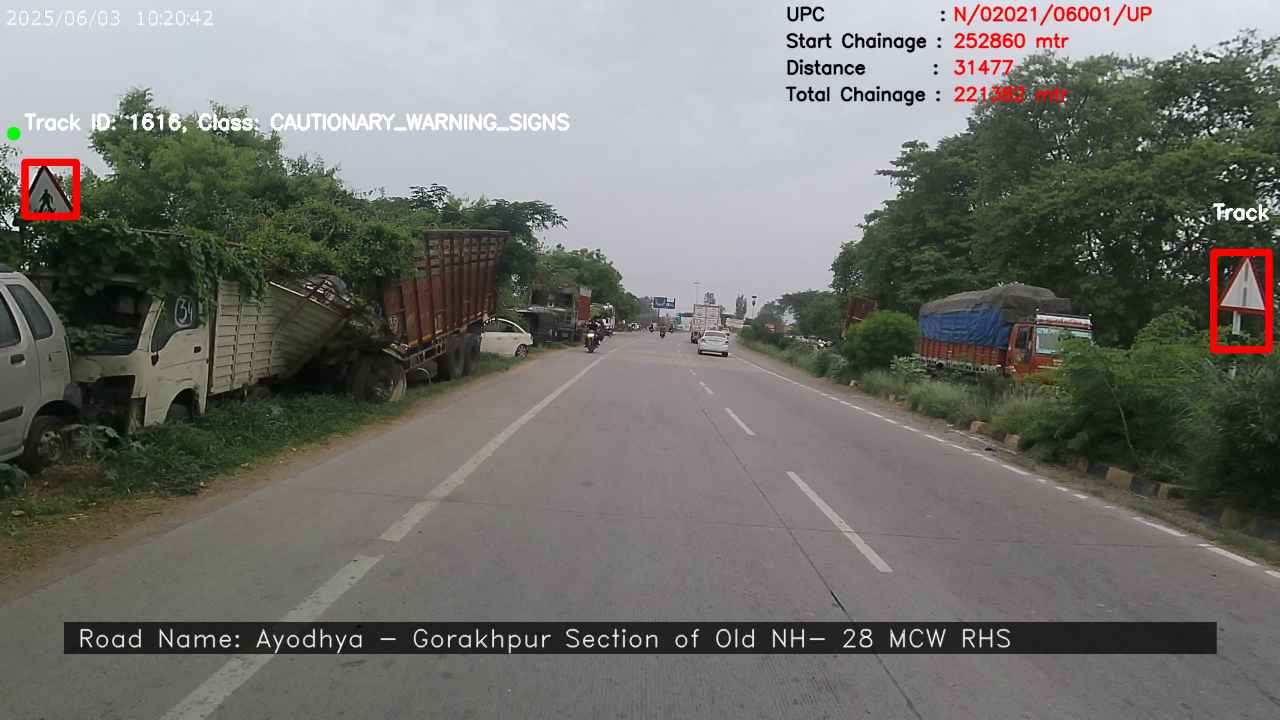 2025/06/03 10:20:42
UPC : N/02021/06001/UP
Start Chainage : 252860 mtr
Distance : 31477
Total Chainage : 221383 mtr
Track ID: 1616, Class: CAUTIONARY_WARNING_SIGNS
Track
Road Name: Ayodhya - Gorakhpur Section of Old NH- 28 MCW RHS